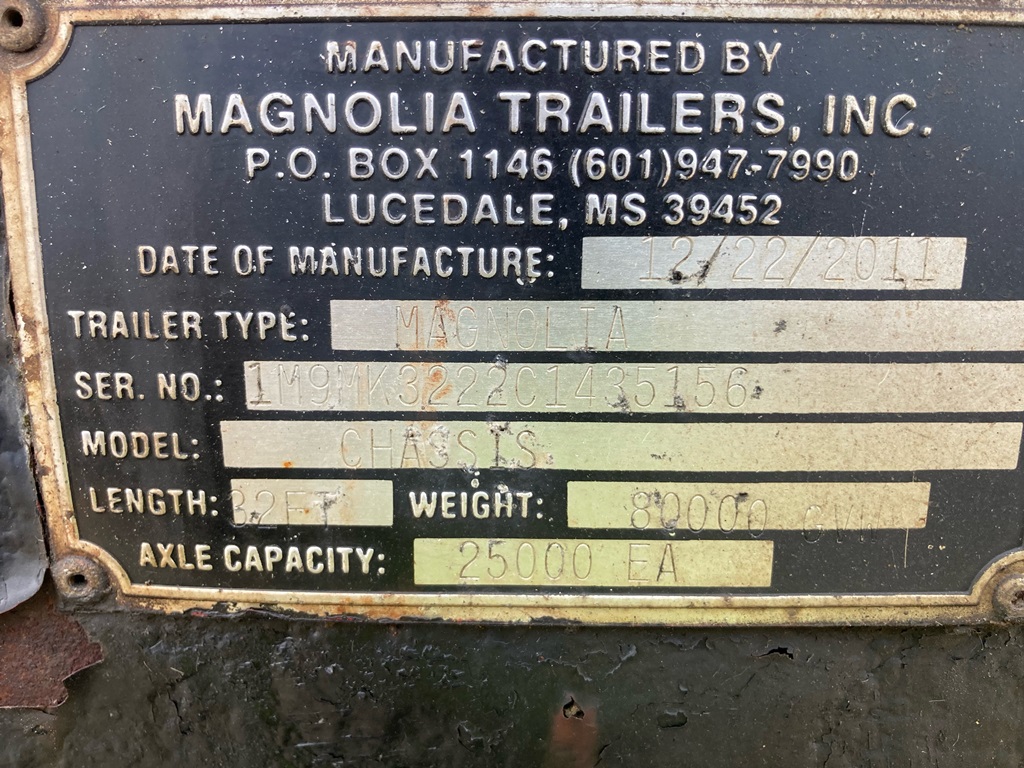 MANUFACTURED BY
MAGNOLIA TRAILERS, INC.
P.O. BOX 1146 (601)947-7990
LUCEDALE, MS 39452
DATE OF MANUFACTURE: 12/22/2011
TRAILER TYPE: MAGNOLIA
SER. NO.: 1M9MK3222C1435156
MODEL: CHASSIS
LENGTH: 32FT WEIGHT: 80000
AXLE CAPACITY: 25000 EA